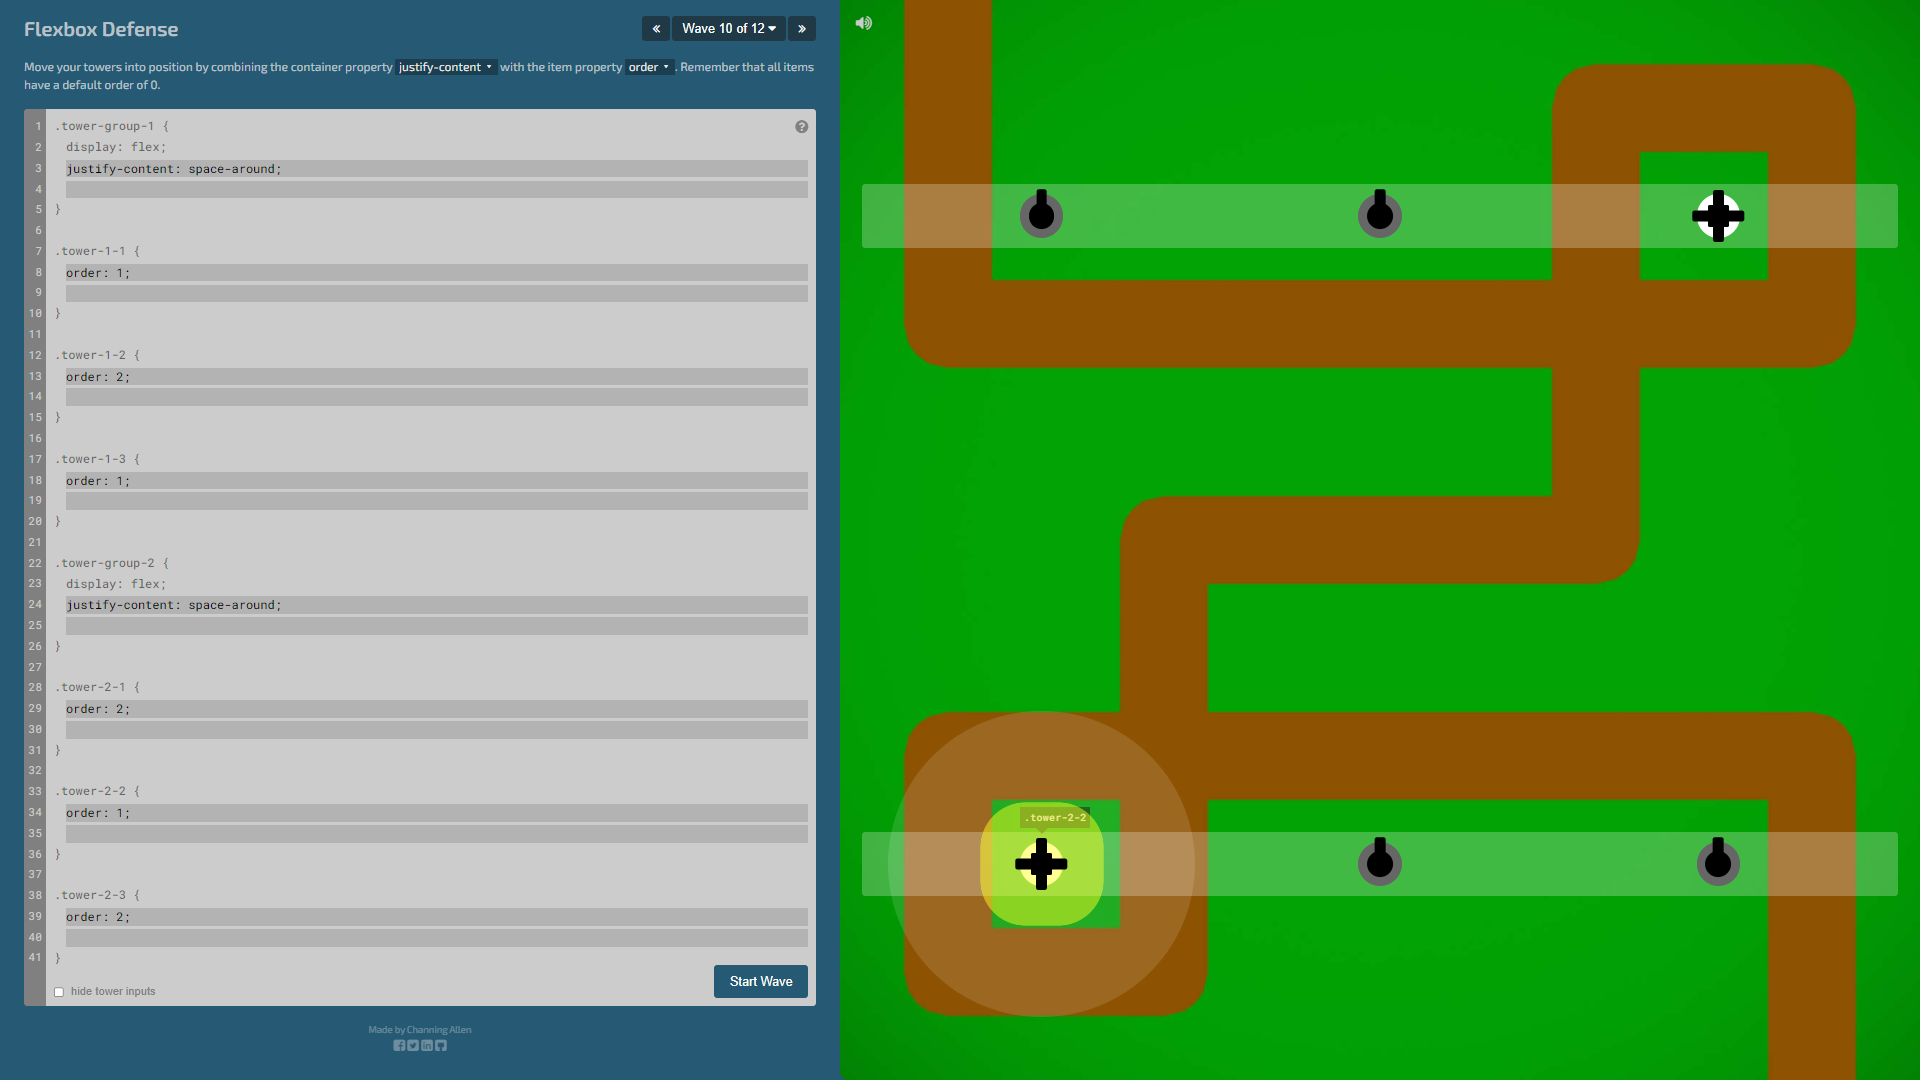 Flexbox Defense
« Wave 10 of 12 »
Move your towers into position by combining the container property justify-content with the item property order . Remember that all items
have a default order of 0.
1 .tower-group-1 {
2 display: flex;
3 justify-content: space-around;
4
5 }
6
7 .tower-1-1 {
8 order: 1;
9
10 }
11
12 .tower-1-2 {
13 order: 2;
14
15 }
16
17 .tower-1-3 {
18 order: 1;
19
20 }
21
22 .tower-group-2 {
23 display: flex;
24 justify-content: space-around;
25
26 }
27
28 .tower-2-1 {
29 order: 2;
30
31 }
32
33 .tower-2-2 {
34 order: 1;
35
36 }
37
38 .tower-2-3 {
39 order: 2;
40
41 }
hide tower inputs
Start Wave
Made by Channing Allen
.tower-2-2